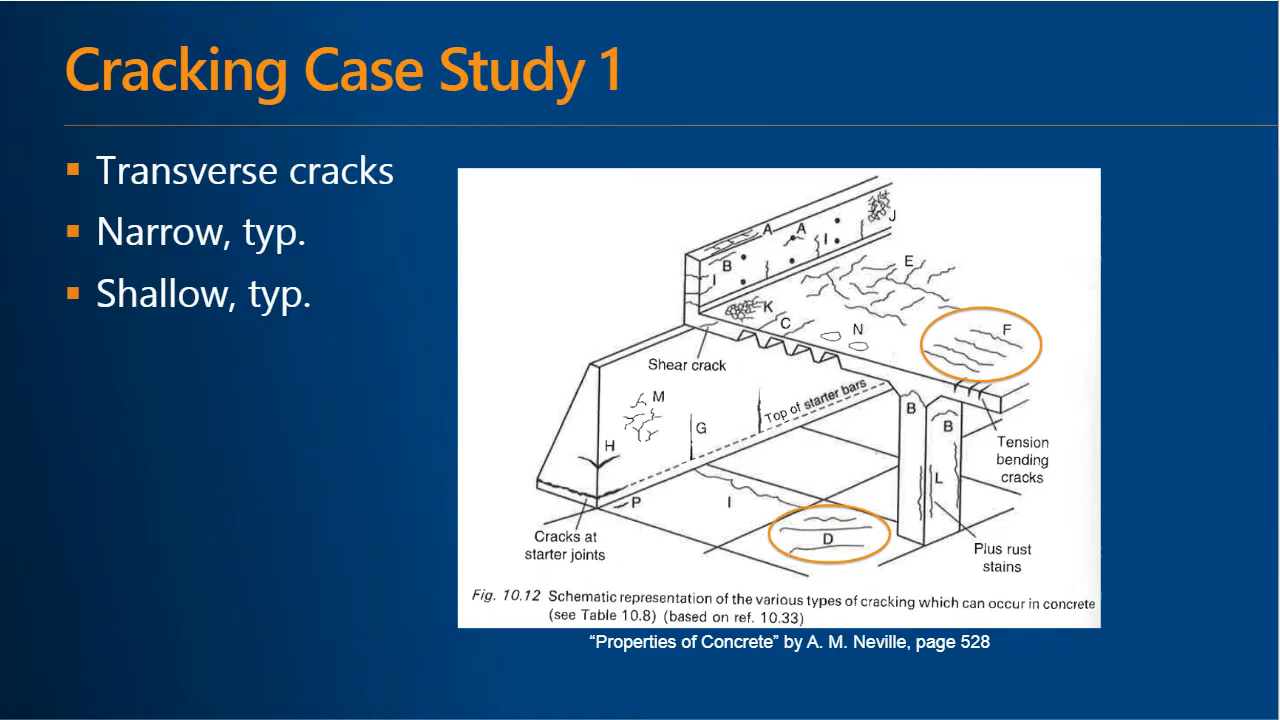 Cracking Case Study 1
▪ Transverse cracks
▪ Narrow, typ.
▪ Shallow, typ.
J
A A
I
B
I
E
K
C
N
F
Shear crack
M
Top of starter bars
G
B
B
H
Tension
bending
cracks
L
P
I
D
Cracks at
starter joints
Plus rust
stains
Fig. 10.12 Schematic representation of the various types of cracking which can occur in concrete
(see Table 10.8) (based on ref. 10.33)
“Properties of Concrete” by A. M. Neville, page 528